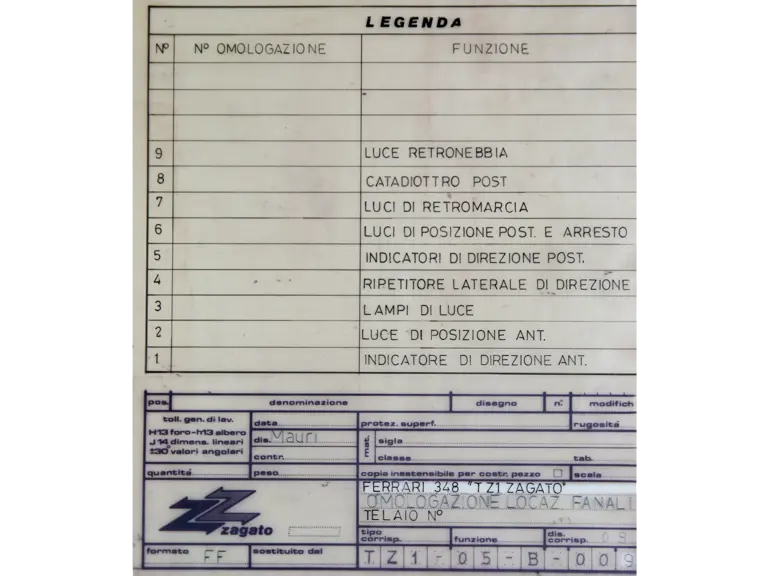 LEGENDA
Nº Nº OMOLOGAZIONE FUNZIONE
9 LUCE RETRONEBBIA
8 CATADIOTTRO POST
7 LUCI DI RETROMARCIA
6 LUCI DI POSIZIONE POST. E ARRESTO
5 INDICATORI DI DIREZIONE POST.
4 RIPETITORE LATERALE DI DIREZIONE
3 LAMPI DI LUCE
2 LUCE DI POSIZIONE ANT.
1 INDICATORE DI DIREZIONE ANT.
pos. denominazione disegno n. modifich
toll. gen. di lav. data protez. superf. rugosità
H13 foro-h13 albero dis. Mauri mat. sigla
J14 dimens. lineari
±30' valori angolari contr. classe tab.
quantità peso copia inostensibile per costr. pezzo scala
FERRARI 348 "TZ1 ZAGATO"
OMOLOGAZIONE LOCAZ. FANALI
zagato TELAIO Nº
tipo corrisp. funzione dis. corrisp.
formato FF sostituito dal TZ1-05-B-009